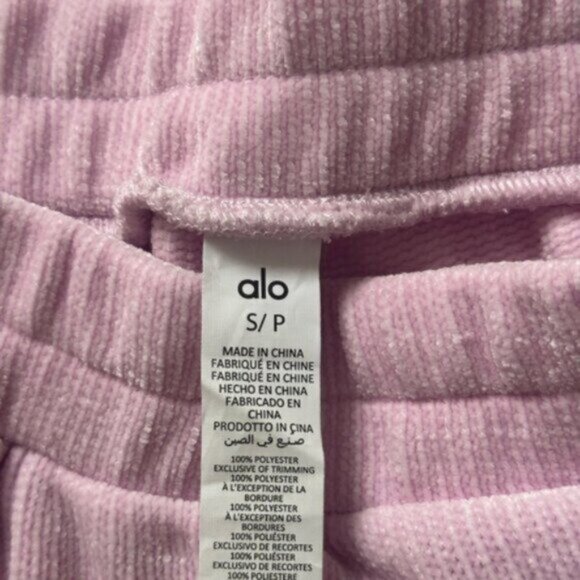 alo
S/ P
MADE IN CHINA
FABRIQUÉ EN CHINE
FABRIQUÉ EN CHINE
HECHO EN CHINA
FABRICADO EN
CHINA
PRODOTTO IN ÇINA
صنع في الصين
100% POLYESTER
EXCLUSIVE OF TRIMMING
100% POLYESTER
À L'EXCEPTION DE LA
BORDURE
100% POLYESTER
À L'EXCEPTION DES
BORDURES
100% POLIÉSTER
EXCLUSIVO DE RECORTES
100% POLIÉSTER
EXCLUSIVO DE RECORTES
100% POLYESTER